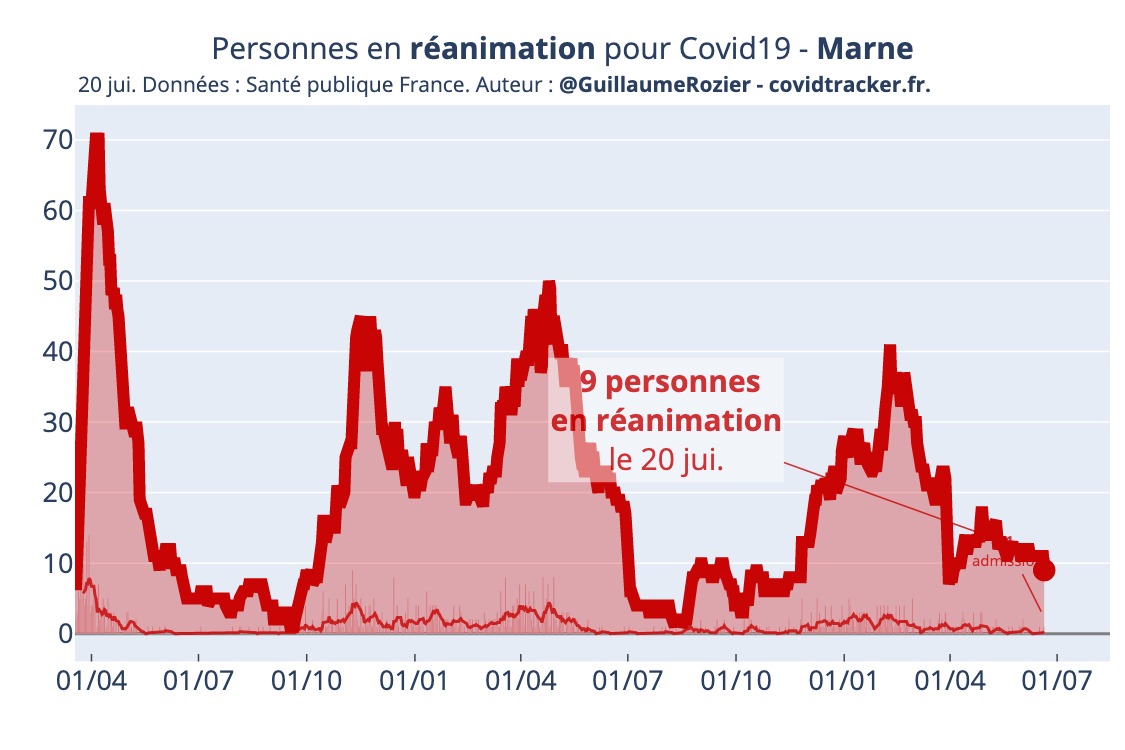 Personnes en réanimation pour Covid19 - Marne
20 jui. Données : Santé publique France. Auteur : @GuillaumeRozier - covidtracker.fr.
70
60
50
40
30
20
10
0
9 personnes
en réanimation
le 20 jui.
01/04 01/07 01/10 01/01 01/04 01/07 01/10 01/01 01/04 01/07